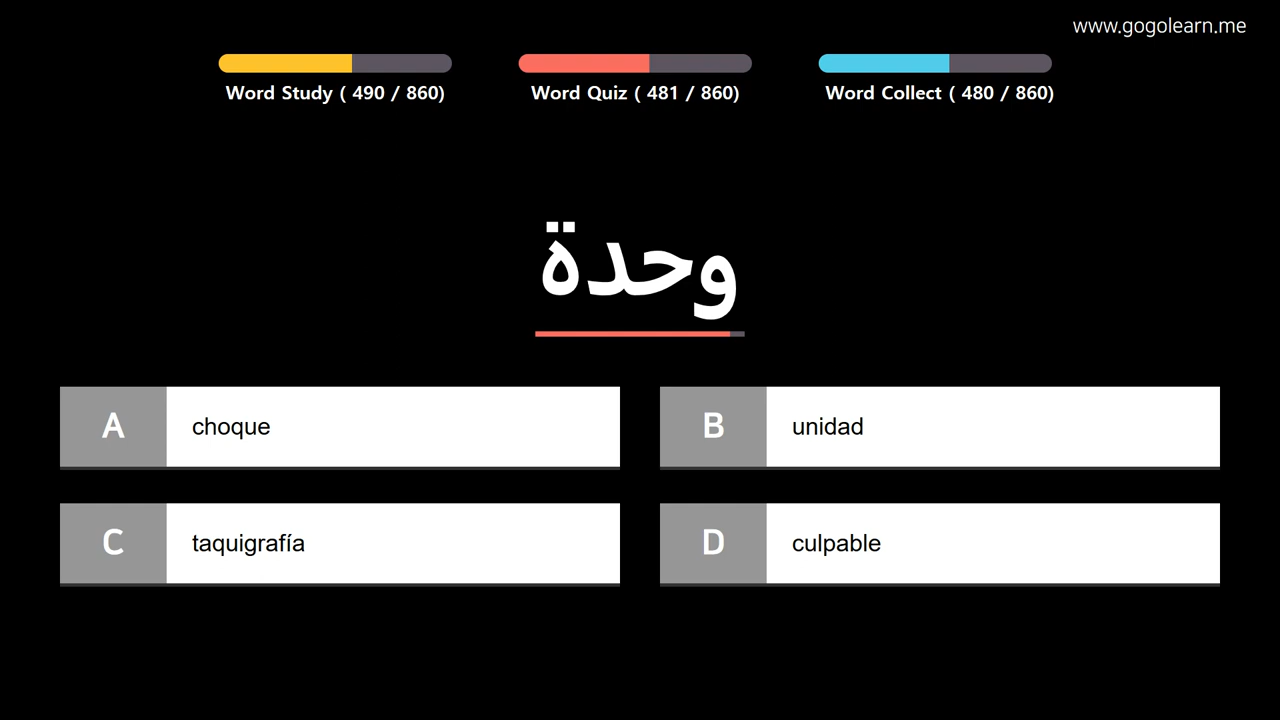 www.gogolearn.me
Word Study ( 490 / 860)
Word Quiz ( 481 / 860)
Word Collect ( 480 / 860)
وحدة
A choque
B unidad
C taquigrafía
D culpable